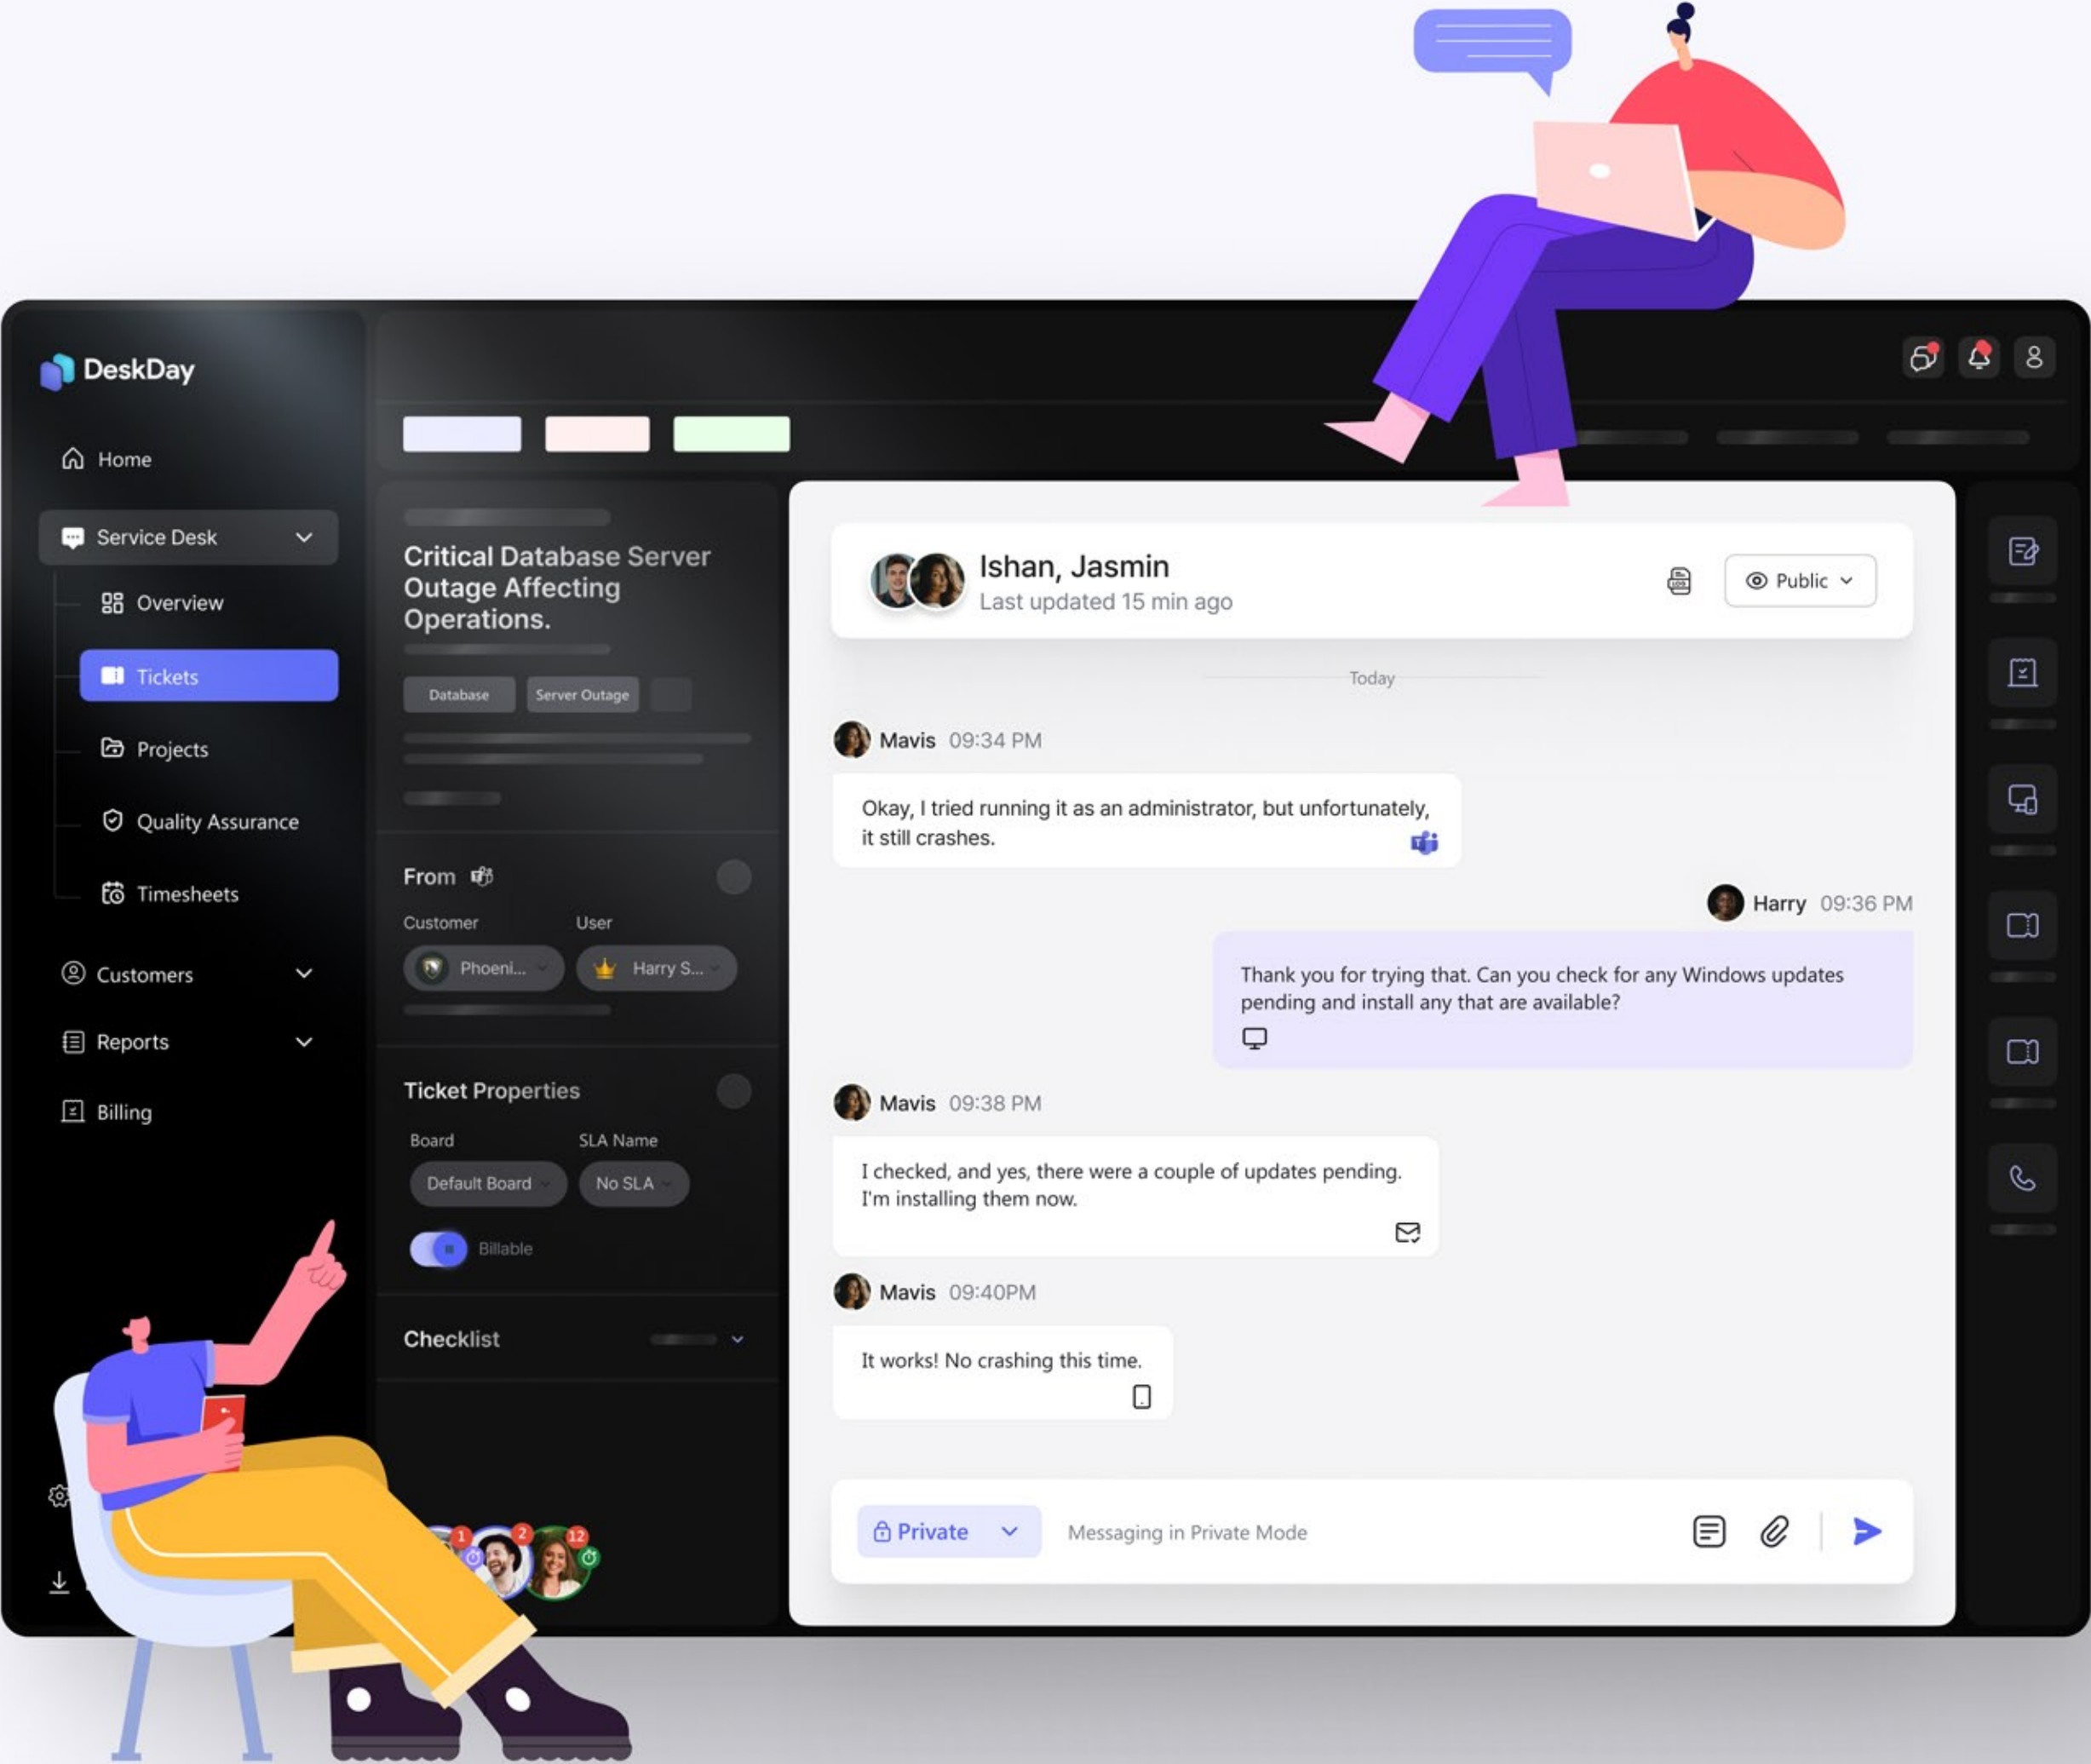 DeskDay
Home
Service Desk
Overview
Tickets
Projects
Quality Assurance
Timesheets
Customers
Reports
Billing
Critical Database Server
Outage Affecting
Operations.
Database
Server Outage
From
Customer
User
Phoeni...
Harry S...
Ticket Properties
Board
SLA Name
Default Board
No SLA
Billable
Checklist
1
2
12
Ishan, Jasmin
Last updated 15 min ago
LOG
Public
Today
Mavis 09:34 PM
Okay, I tried running it as an administrator, but unfortunately,
it still crashes.
Harry 09:36 PM
Thank you for trying that. Can you check for any Windows updates
pending and install any that are available?
Mavis 09:38 PM
I checked, and yes, there were a couple of updates pending.
I'm installing them now.
Mavis 09:40PM
It works! No crashing this time.
Private
Messaging in Private Mode